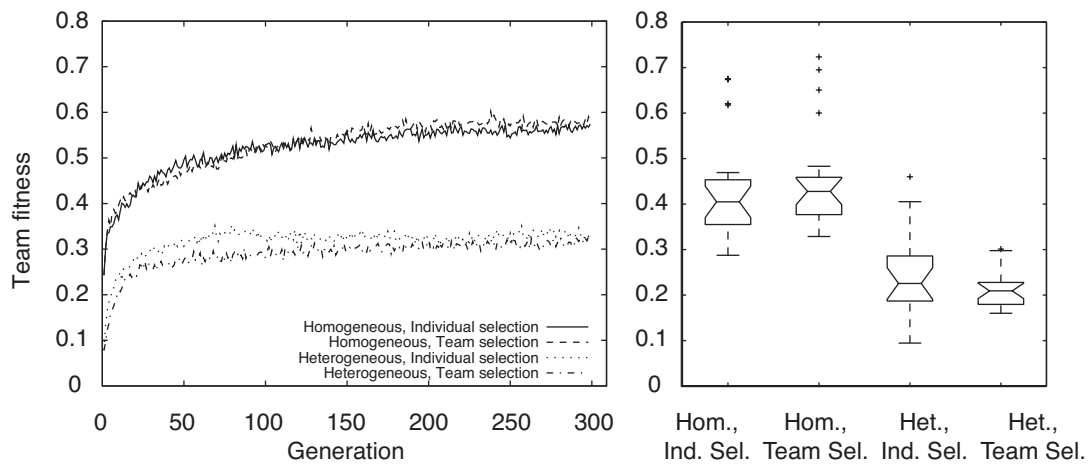 0.8
0.7
0.6
0.5
0.4
0.3
0.2
0.1
0
Team fitness
Homogeneous, Individual selection
Homogeneous, Team selection
Heterogeneous, Individual selection
Heterogeneous, Team selection
0 50 100 150 200 250 300
Generation
0.8
0.7
0.6
0.5
0.4
0.3
0.2
0.1
0
Hom., Hom., Het., Het.,
Ind. Sel. Team Sel. Ind. Sel. Team Sel.